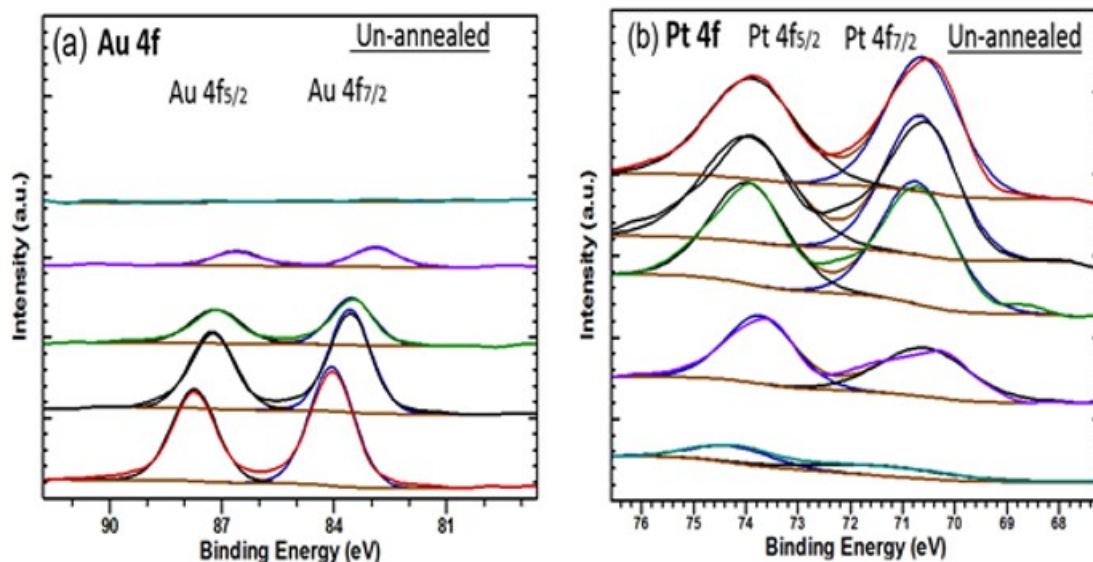 (a) Au 4f
Un-annealed
Au 4f5/2 Au 4f7/2
Intensity (a.u.)
90 87 84 81
Binding Energy (eV)
(b) Pt 4f Pt 4f5/2 Pt 4f7/2 Un-annealed
Intensity (a.u.)
76 74 73 72 70 69 68
Binding Energy (eV)